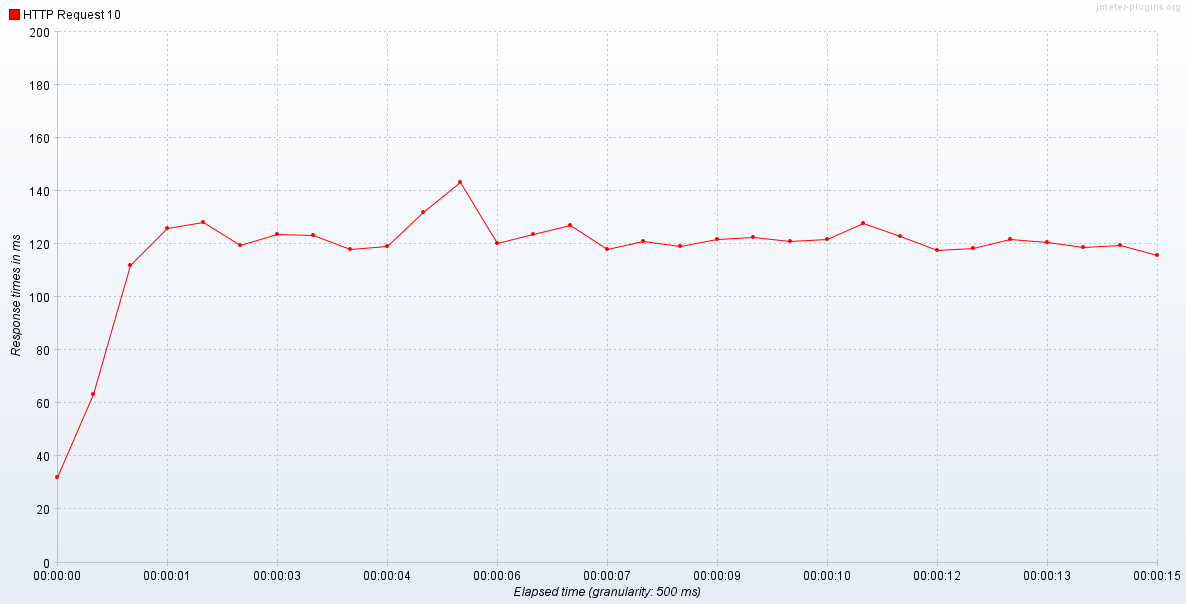 jmeter-plugins.org
HTTP Request 10
200
180
160
140
120
100
80
60
40
20
0
Response times in ms
00:00:00 00:00:01 00:00:03 00:00:04 00:00:06 00:00:07 00:00:09 00:00:10 00:00:12 00:00:13 00:00:15
Elapsed time (granularity: 500 ms)